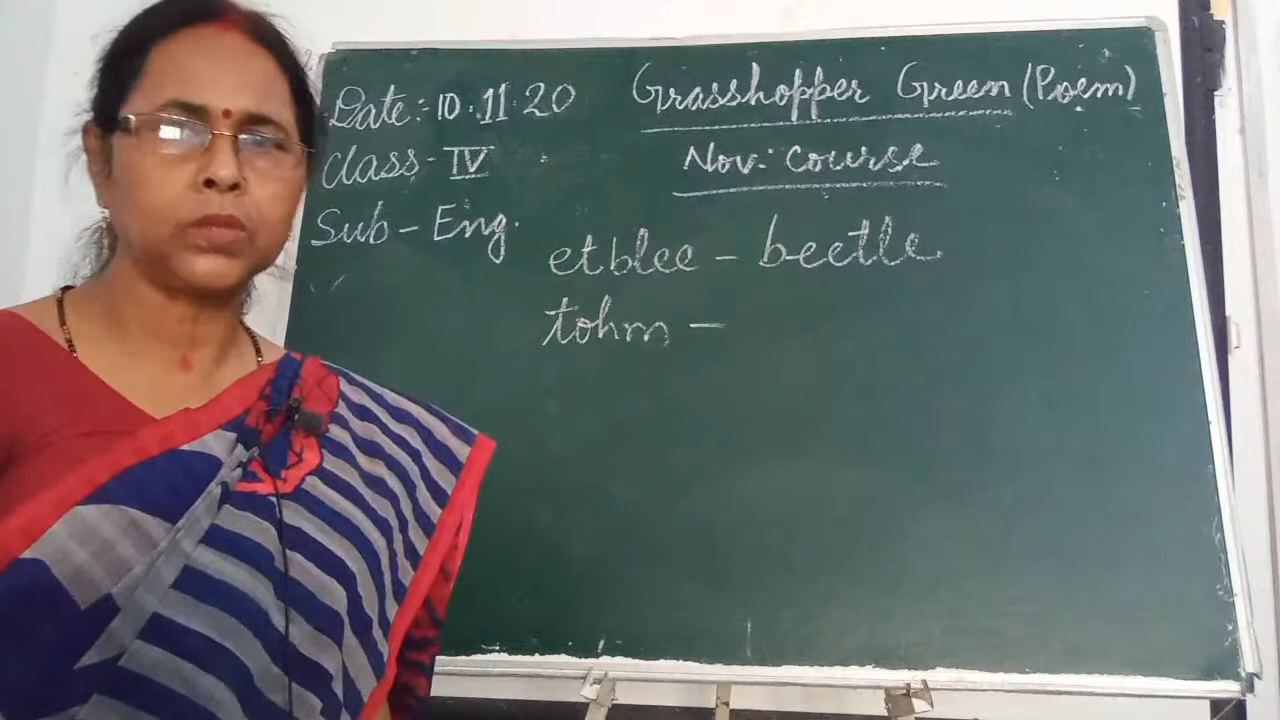 Date:- 10.11.20
Class - IV
Sub - Eng.
Grasshopper Green (Poem)
Nov. course
etblee - beetle
tohm -